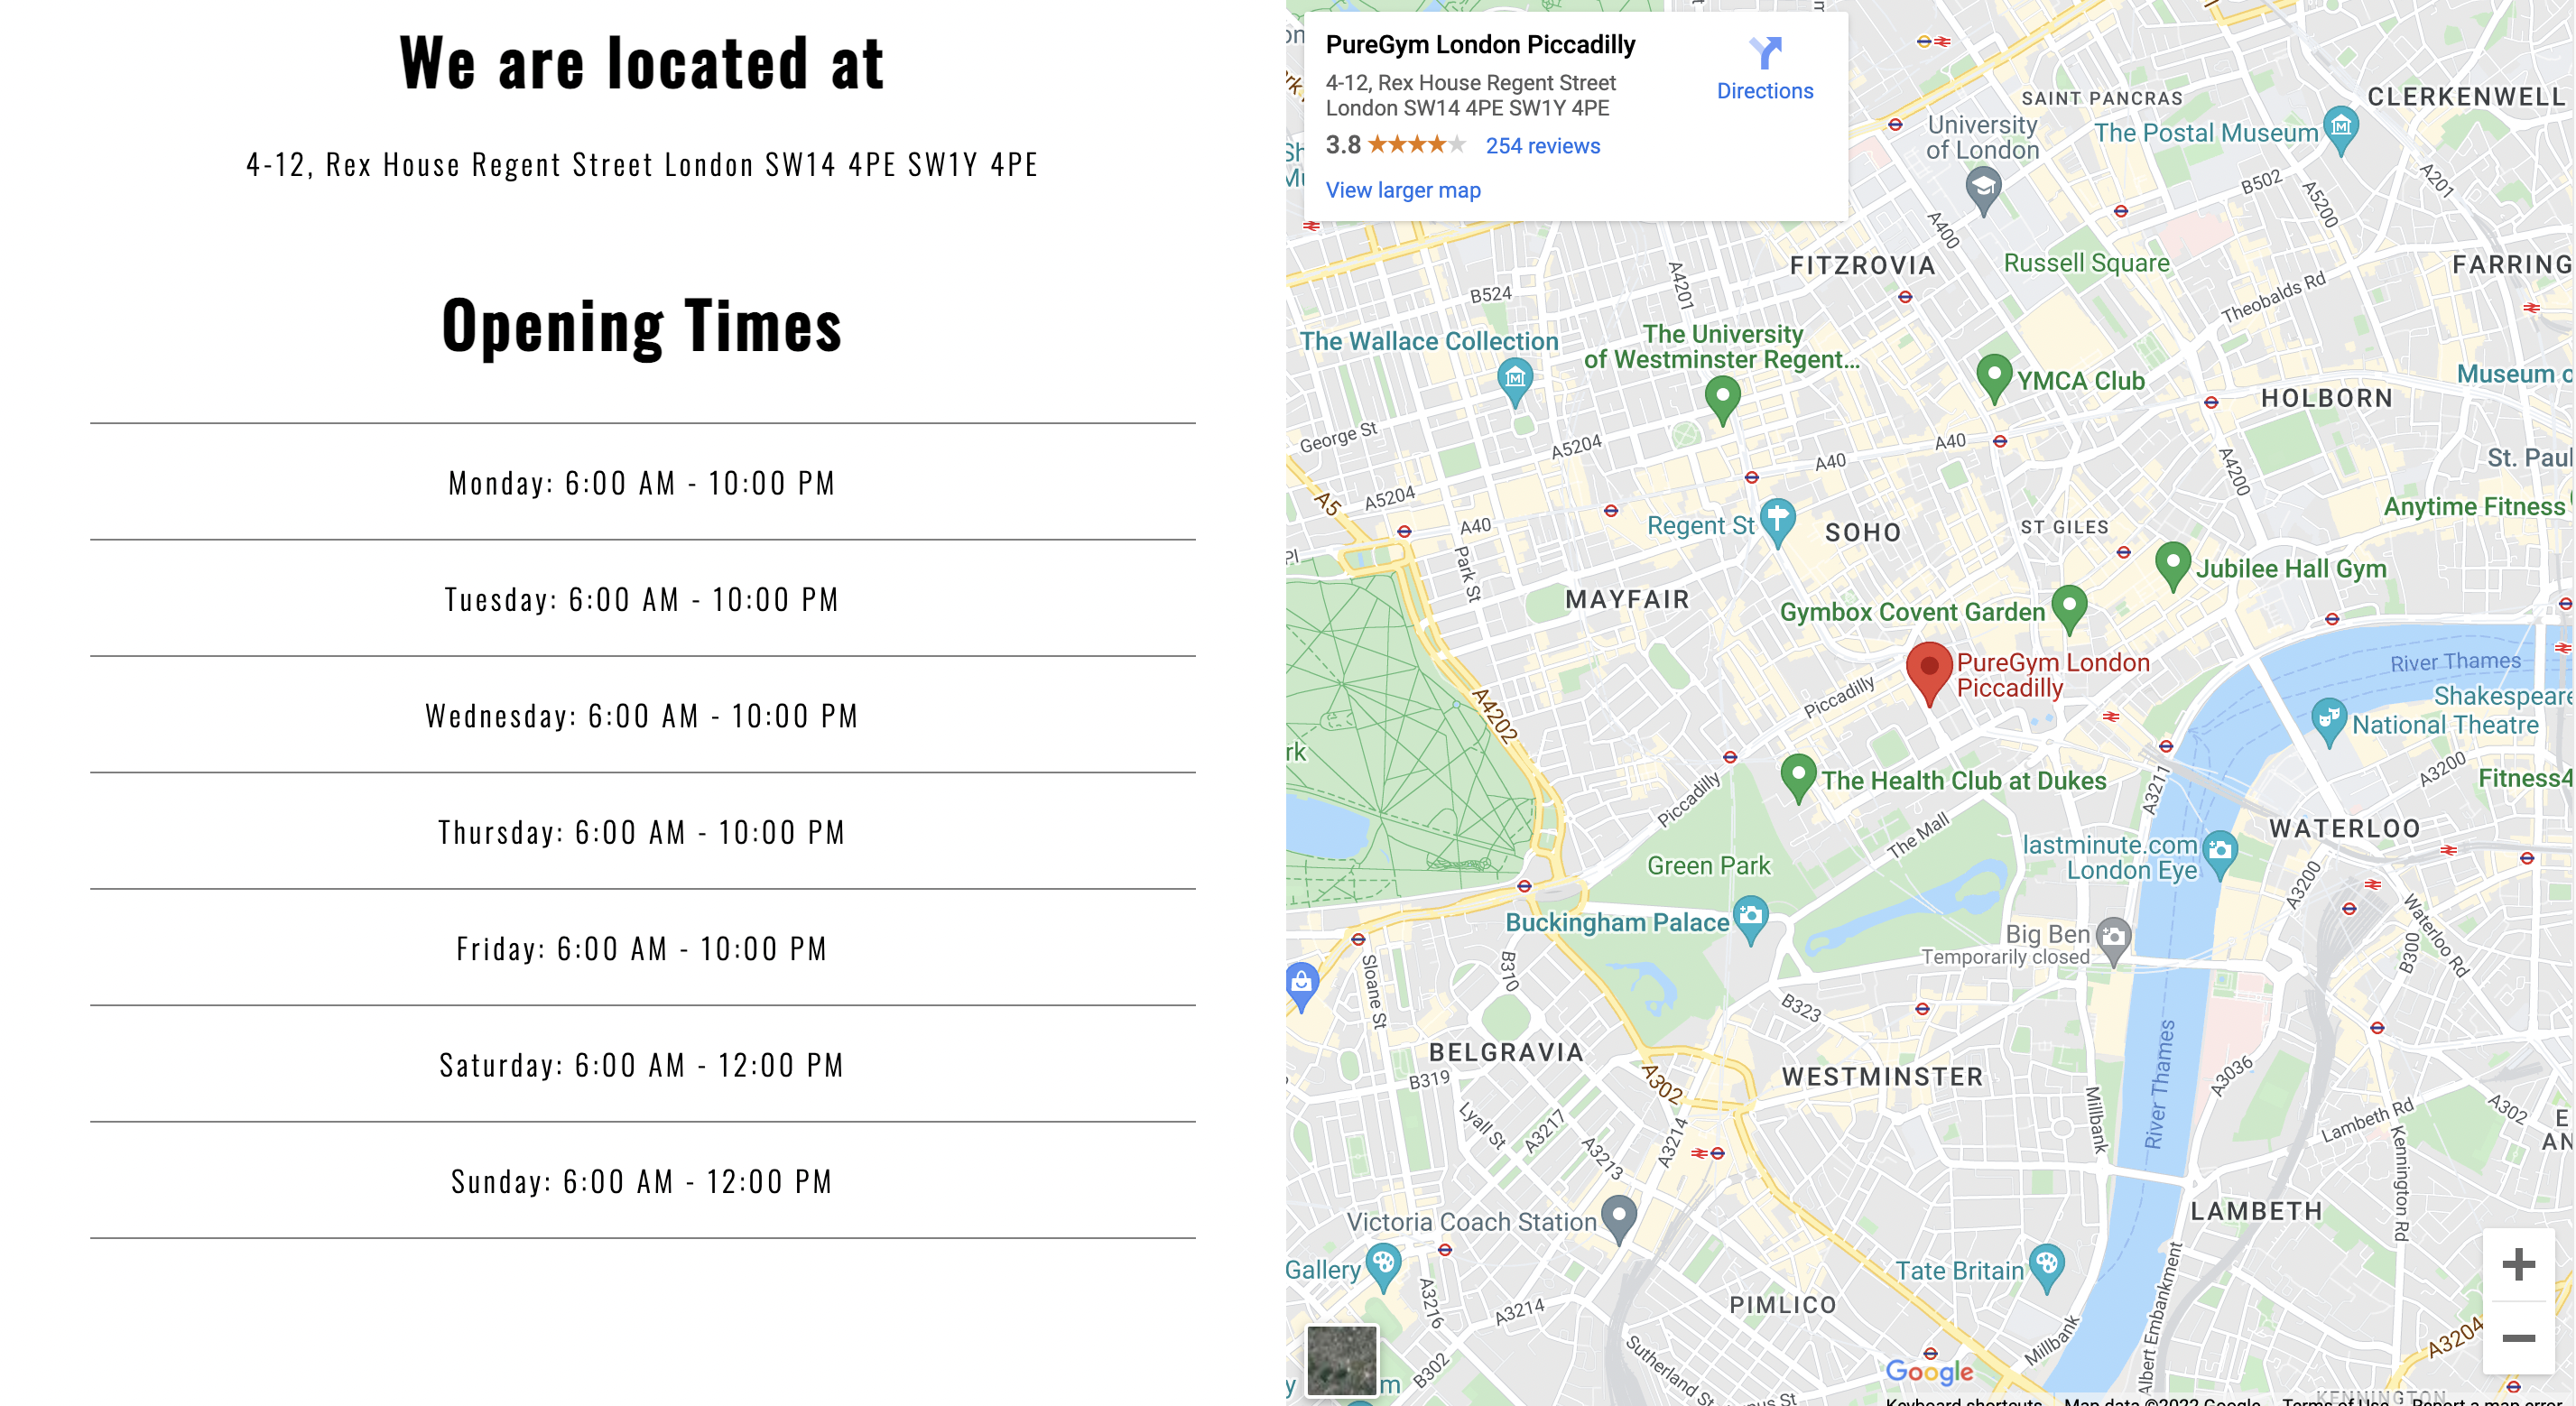 We are located at
4-12, Rex House Regent Street London SW14 4PE SW1Y 4PE
Opening Times
Monday: 6:00 AM - 10:00 PM
Tuesday: 6:00 AM - 10:00 PM
Wednesday: 6:00 AM - 10:00 PM
Thursday: 6:00 AM - 10:00 PM
Friday: 6:00 AM - 10:00 PM
Saturday: 6:00 AM - 12:00 PM
Sunday: 6:00 AM - 12:00 PM
PureGym London Piccadilly
4-12, Rex House Regent Street
London SW14 4PE SW1Y 4PE
Directions
3.8
254 reviews
View larger map
SAINT PANCRAS
CLERKENWELL
University
of London
The Postal Museum
B502
A5200
A201
A400
FITZROVIA
Russell Square
FARRING
B524
A4201
Theobalds Rd
The Wallace Collection
The University
of Westminster Regent...
YMCA Club
Museum
HOLBORN
George St
A5204
A40
A40
A4200
St. Paul
A5
A5204
A40
Regent St
SOHO
ST GILES
Anytime Fitness
Park St
MAYFAIR
Jubilee Hall Gym
Gymbox Covent Garden
PureGym London
Piccadilly
River Thames
Piccadilly
A4202
Shakespeare
National Theatre
rk
The Health Club at Dukes
A3211
A3200
Fitness4
Piccadilly
The Mall
WATERLOO
lastminute.com
London Eye
Green Park
A3200
Buckingham Palace
Big Ben
Temporarily closed
Waterloo Rd
B300
Sloane St
B310
B323
BELGRAVIA
WESTMINSTER
B319
A302
River Thames
A3036
Millbank
Lambeth Rd
A302
E
AN
Lyall St
A3217
A3213
A3214
Kennington Rd
Victoria Coach Station
LAMBETH
Gallery
A3216
A3214
Tate Britain
PIMLICO
Albert Embankment
Millbank
A3204
Sutherland St
B302
y
m
Google
KENNINGTON
Keyboard shortcuts
Map data ©2022 Google
Terms of Use
Report a map error